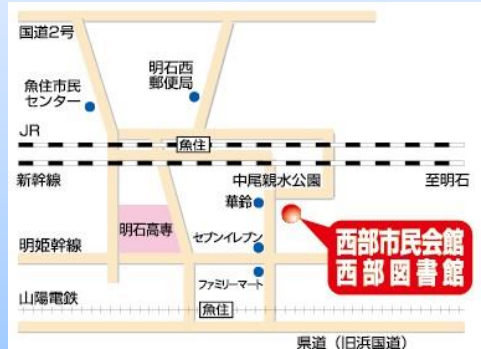 国道2号
明石西
郵便局
魚住市民
センター
JR
魚住
新幹線
中尾親水公園
至明石
華鈴
明石高専
西部市民会館
西部図書館
セブンイレブン
明姫幹線
ファミリーマート
山陽電鉄
魚住
県道(旧浜国道)